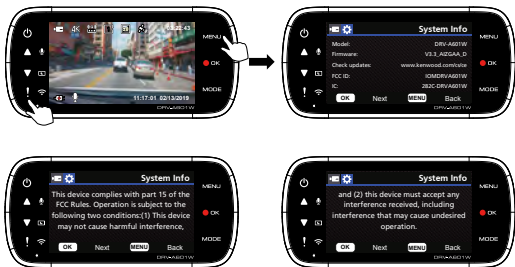 4K
03:22:43
MENU
OK
MODE
11:17:01 02/13/2019
DRV-A601W
System Info
MENU
Model: DRV-A601W
Firmware: V3.3_AIZGAA_D
OK
Check updates: www.kenwood.com/cs/ce
FCC ID: IOMDRVA601W
IC: 282C-DRVA601W
MODE
OK Next MENU Back
DRV-A601W
System Info
MENU
This device complies with part 15 of the
FCC Rules. Operation is subject to the
following two conditions:(1) This device
OK
may not cause harmful interference,
MODE
OK Next MENU Back
DRV-A601W
System Info
MENU
and (2) this device must accept any
interference received, including
interference that may cause undesired
OK
operation.
MODE
OK Next MENU Back
DRV-A601W